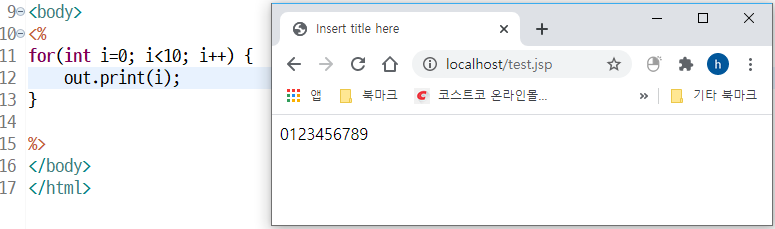 9 <body>
10 <%
11 for(int i=0; i<10; i++) {
12     out.print(i);
13 }
14
15 %>
16 </body>
17 </html>
Insert title here
localhost/test.jsp
h
앱 북마크 코스트코 온라인몰... » 기타 북마크
0123456789